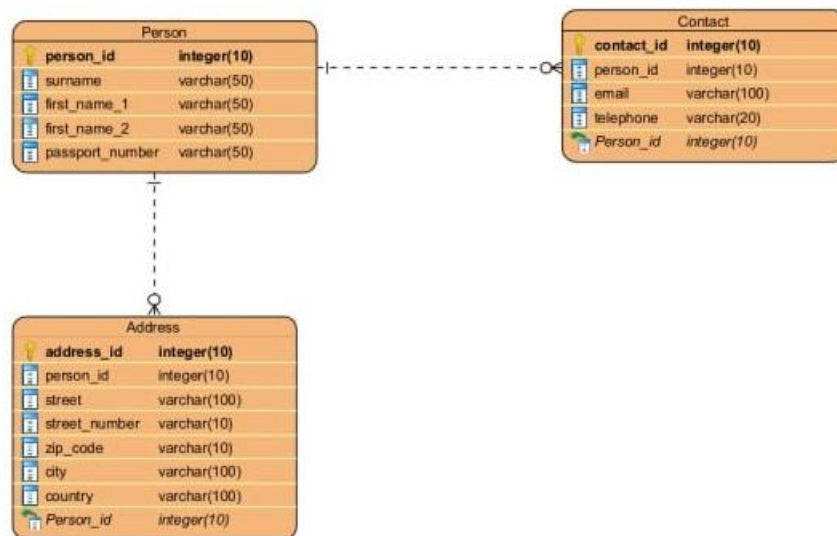 Person
person_id integer(10)
surname varchar(50)
first_name_1 varchar(50)
first_name_2 varchar(50)
passport_number varchar(50)
Contact
contact_id integer(10)
person_id integer(10)
email varchar(100)
telephone varchar(20)
Person_id integer(10)
Address
address_id integer(10)
person_id integer(10)
street varchar(100)
street_number varchar(10)
zip_code varchar(10)
city varchar(100)
country varchar(100)
Person_id integer(10)